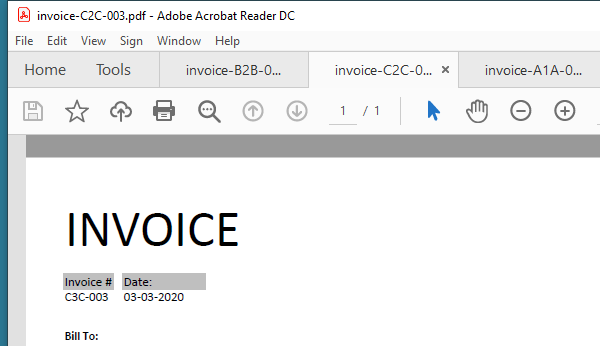 invoice-C2C-003.pdf - Adobe Acrobat Reader DC
File Edit View Sign Window Help
Home Tools invoice-B2B-0... invoice-C2C-0... × invoice-A1A-0...
1 / 1
INVOICE
Invoice # Date:
C3C-003 03-03-2020
Bill To: